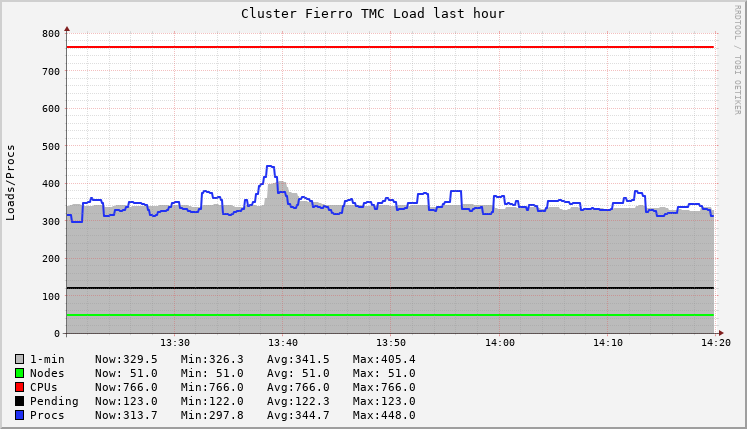 Cluster Fierro TMC Load last hour
RRDTOOL / TOBI OETIKER
Loads/Procs
800
700
600
500
400
300
200
100
0
13:30 13:40 13:50 14:00 14:10 14:20
1-min Now:329.5 Min:326.3 Avg:341.5 Max:405.4
Nodes Now: 51.0 Min: 51.0 Avg: 51.0 Max: 51.0
CPUs Now:766.0 Min:766.0 Avg:766.0 Max:766.0
Pending Now:123.0 Min:122.0 Avg:122.3 Max:123.0
Procs Now:313.7 Min:297.8 Avg:344.7 Max:448.0